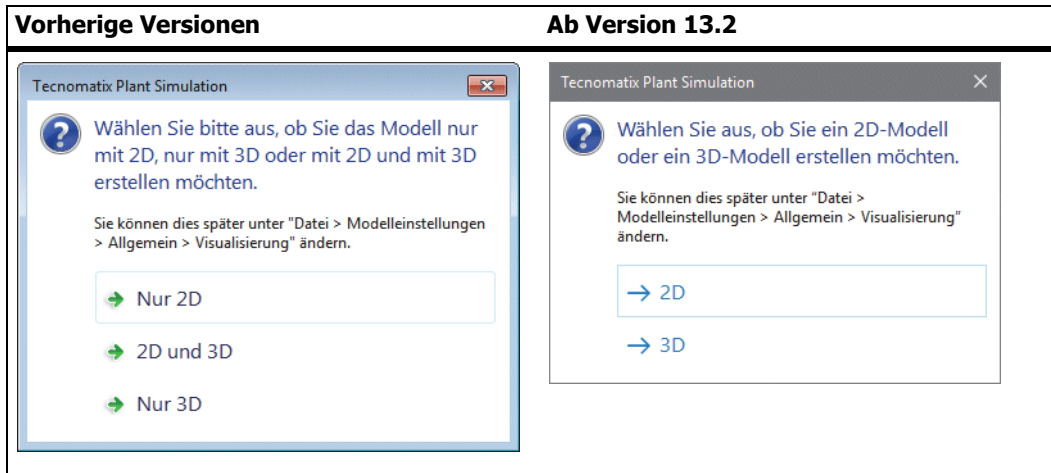 Vorherige Versionen
Ab Version 13.2
Tecnomatix Plant Simulation
Wählen Sie bitte aus, ob Sie das Modell nur
mit 2D, nur mit 3D oder mit 2D und mit 3D
erstellen möchten.
Sie können dies später unter "Datei > Modelleinstellungen
> Allgemein > Visualisierung" ändern.
Nur 2D
2D und 3D
Nur 3D
Tecnomatix Plant Simulation
Wählen Sie aus, ob Sie ein 2D-Modell
oder ein 3D-Modell erstellen möchten.
Sie können dies später unter "Datei >
Modelleinstellungen > Allgemein > Visualisierung"
ändern.
2D
3D